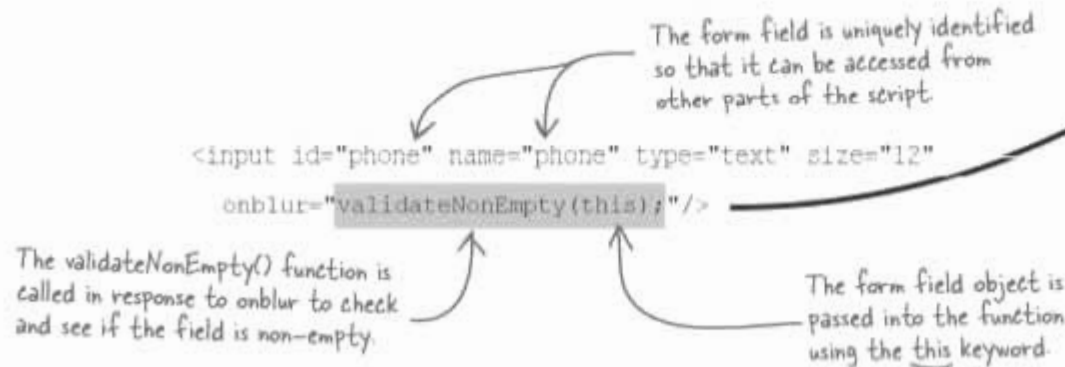 The form field is uniquely identified
so that it can be accessed from
other parts of the script.
<input id="phone" name="phone" type="text" size="12"
onblur="validateNonEmpty(this);"/>
The validateNonEmpty() function is
called in response to onblur to check
and see if the field is non-empty.
The form field object is
passed into the function
using the this keyword.